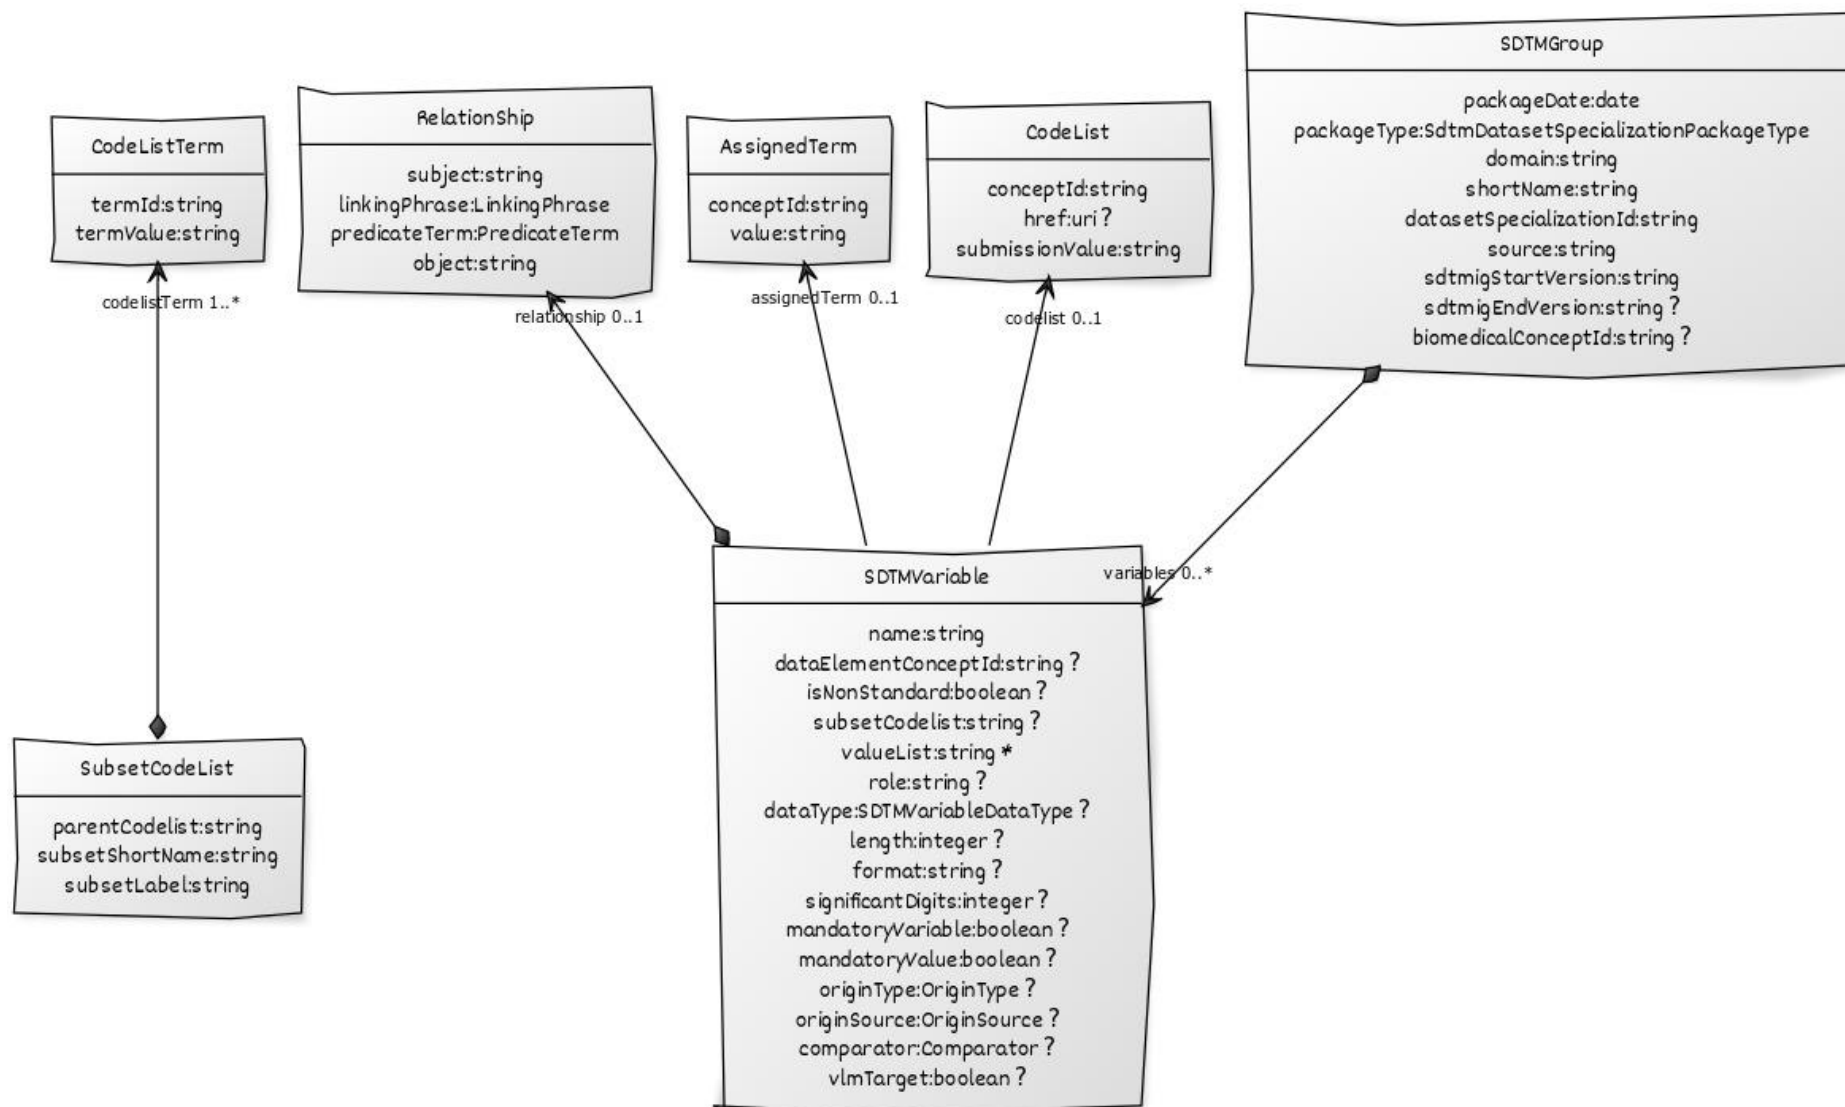 SDTMGroup
packageDate:date
packageType:SdtmDatasetSpecializationPackageType
domain:string
shortName:string
datasetSpecializationId:string
source:string
sdtmigStartVersion:string
sdtmigEndVersion:string ?
biomedicalConceptId:string ?
CodeListTerm
termId:string
termValue:string
RelationShip
subject:string
linkingPhrase:LinkingPhrase
predicateTerm:PredicateTerm
object:string
AssignedTerm
conceptId:string
value:string
CodeList
conceptId:string
href:uri ?
submissionValue:string
codelistTerm 1..*
relationship 0..1
assignedTerm 0..1
codelist 0..1
variables 0..*
SDTMVariable
name:string
dataElementConceptId:string ?
isNonStandard:boolean ?
subsetCodelist:string ?
valueList:string *
role:string ?
dataType:SDTMVariableDataType ?
length:integer ?
format:string ?
significantDigits:integer ?
mandatoryVariable:boolean ?
mandatoryValue:boolean ?
originType:OriginType ?
originSource:OriginSource ?
comparator:Comparator ?
vlmTarget:boolean ?
SubsetCodeList
parentCodelist:string
subsetShortName:string
subsetLabel:string